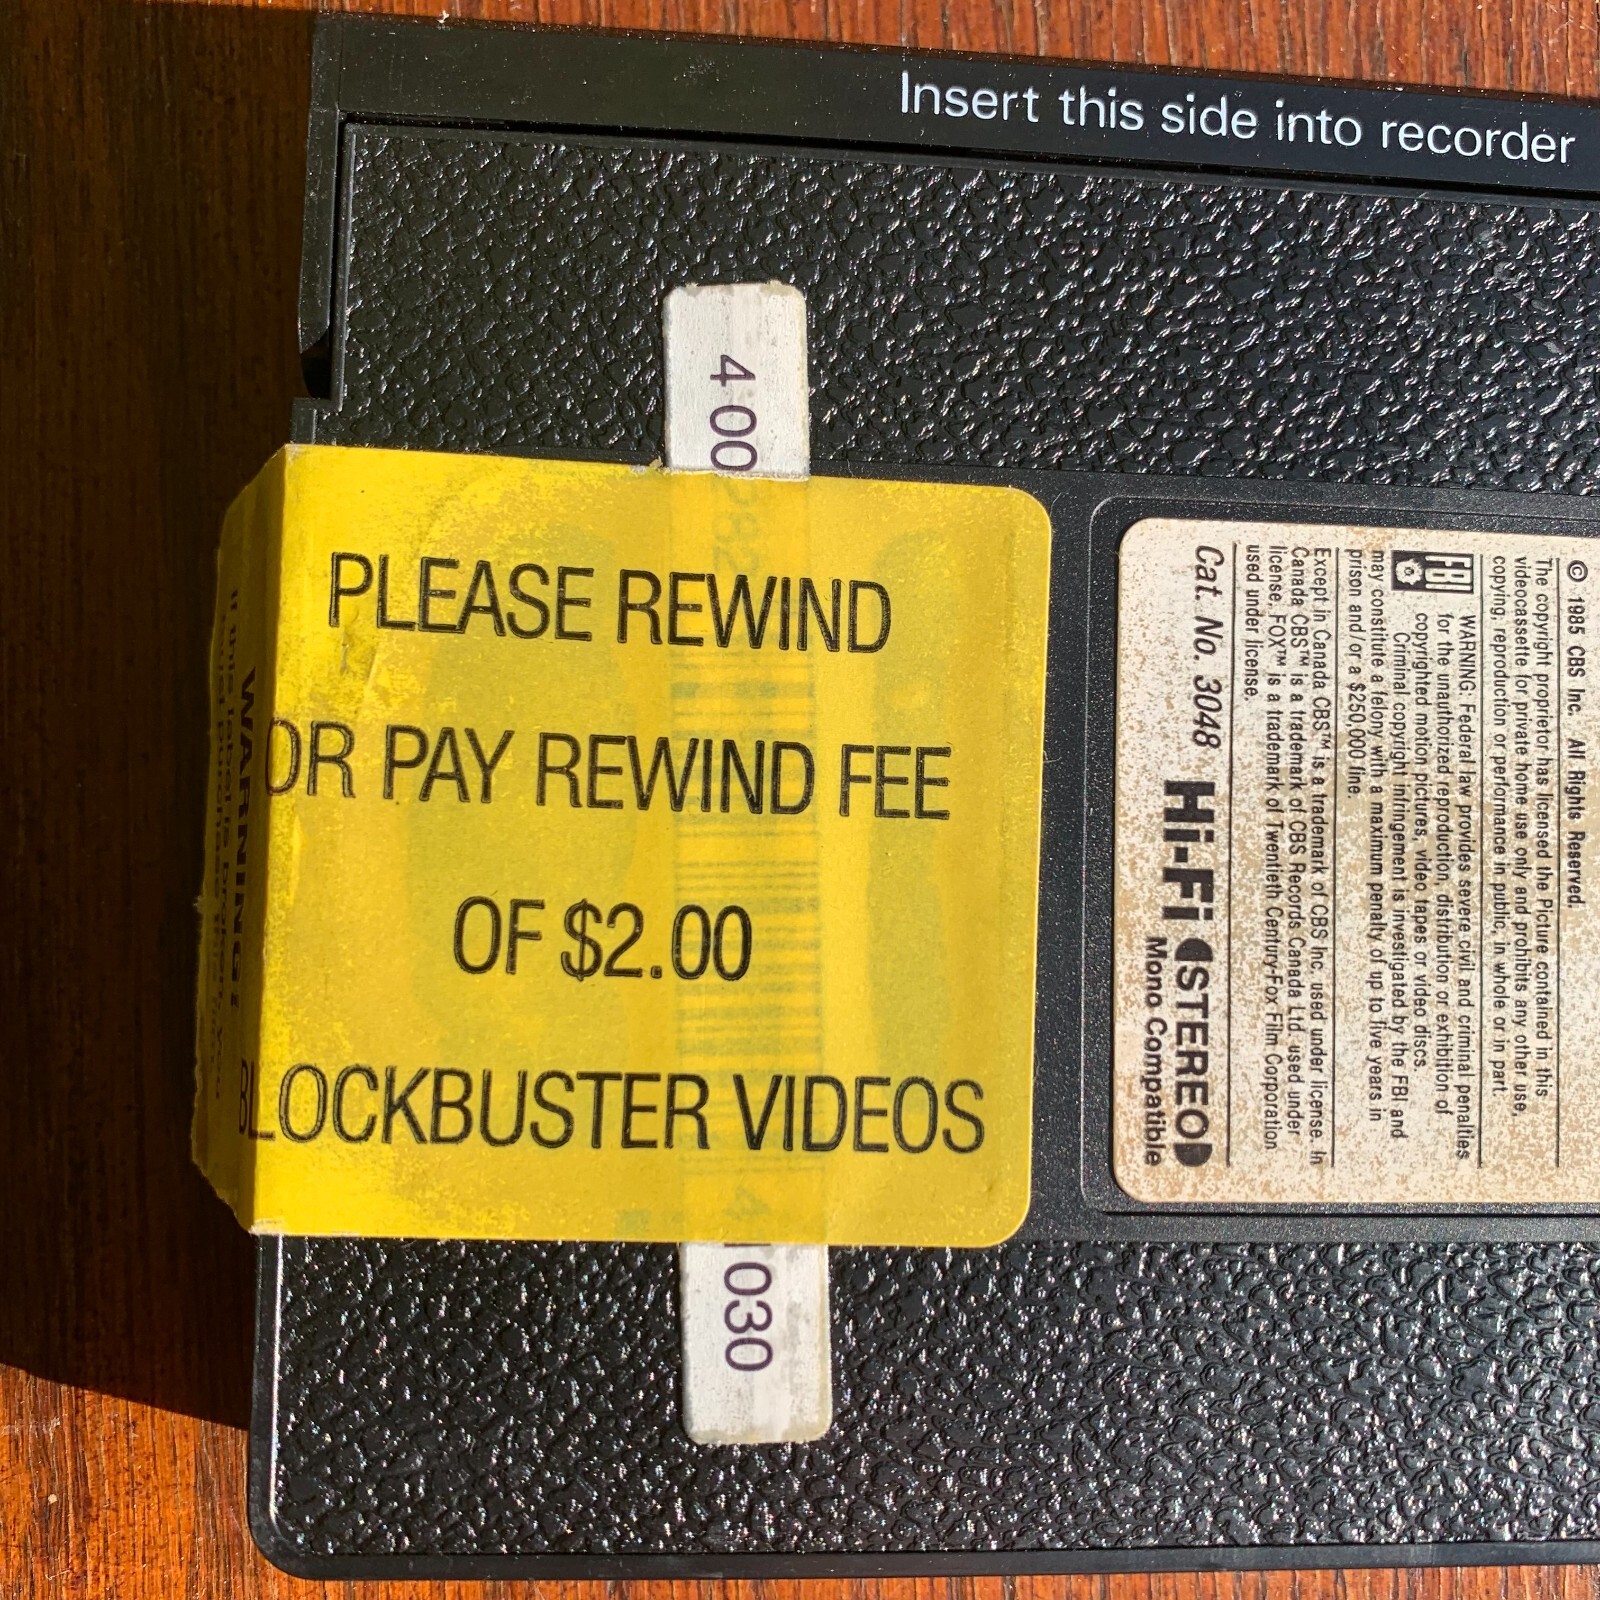 Insert this side into recorder
4 00282
41030
PLEASE REWIND
OR PAY REWIND FEE
OF $2.00
BLOCKBUSTER VIDEOS
WARNING!
If this label is broken, you
© 1985 CBS Inc. All Rights Reserved.
The copyright proprietor has licensed the Picture contained in this
videocassette for private home use only and prohibits any other use,
copying, reproduction or performance in public, in whole or in part.
FBI
WARNING: Federal law provides severe civil and criminal penalties
for the unauthorized reproduction, distribution or exhibition of
copyrighted motion pictures, video tapes or video discs.
Criminal copyright infringement is investigated by the FBI and
may constitute a felony with a maximum penalty of up to five years in
prison and/or a $250,000 fine.
Except in Canada CBS™ is a trademark of CBS Inc. used under license. In
Canada CBS™ is a trademark of CBS Records Canada Ltd. used under
license. FOX™ is a trademark of Twentieth Century-Fox Film Corporation
used under license.
Cat. No. 3048 Hi-Fi STEREO
Mono Compatible